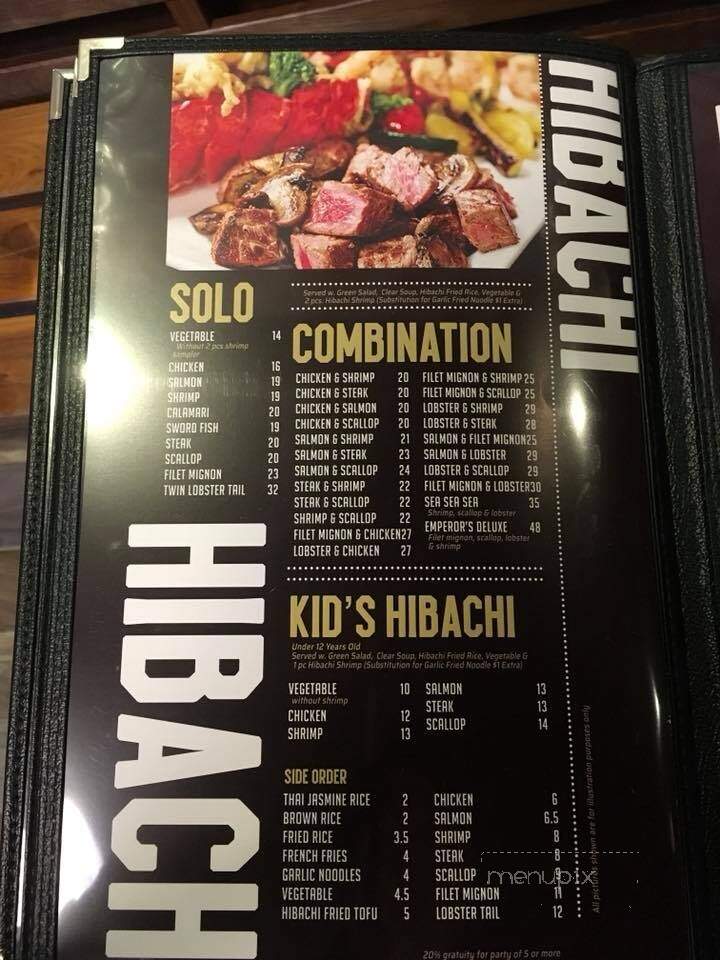 HIBACHI
SOLO
VEGETABLE 14
Without 2 pcs shrimp
sampler
CHICKEN 16
SALMON 19
SHRIMP 19
CALAMARI 20
SWORD FISH 19
STEAK 20
SCALLOP 20
FILET MIGNON 23
TWIN LOBSTER TAIL 32
Served w. Green Salad, Clear Soup, Hibachi Fried Rice, Vegetable &
2 pcs. Hibachi Shrimp (Substitution for Garlic Fried Noodle $1 Extra)
COMBINATION
CHICKEN & SHRIMP 20
CHICKEN & STEAK 20
CHICKEN & SALMON 20
CHICKEN & SCALLOP 20
SALMON & SHRIMP 21
SALMON & STEAK 23
SALMON & SCALLOP 24
STEAK & SHRIMP 22
STEAK & SCALLOP 22
SHRIMP & SCALLOP 22
FILET MIGNON & CHICKEN 27
LOBSTER & CHICKEN 27
FILET MIGNON & SHRIMP 25
FILET MIGNON & SCALLOP 25
LOBSTER & SHRIMP 29
LOBSTER & STEAK 28
SALMON & FILET MIGNON 25
SALMON & LOBSTER 29
LOBSTER & SCALLOP 29
FILET MIGNON & LOBSTER 30
SEA SEA SEA 35
Shrimp, scallop & lobster
EMPEROR'S DELUXE 48
Filet mignon, scallop, lobster
& shrimp
HIBACH
KID'S HIBACHI
Under 12 Years Old
Served w. Green Salad, Clear Soup, Hibachi Fried Rice, Vegetable &
1 pc Hibachi Shrimp (Substitution for Garlic Fried Noodle $1 Extra)
VEGETABLE 10
without shrimp
CHICKEN 12
SHRIMP 13
SALMON 13
STEAK 13
SCALLOP 14
SIDE ORDER
THAI JASMINE RICE 2
BROWN RICE 2
FRIED RICE 3.5
FRENCH FRIES 4
GARLIC NOODLES 4
VEGETABLE 4.5
HIBACHI FRIED TOFU 5
CHICKEN 6
SALMON 6.5
SHRIMP 8
STEAK 8
SCALLOP 9
FILET MIGNON 11
LOBSTER TAIL 12
menupix
All pictures shown are for illustration purposes only
20% gratuity for party of 5 or more